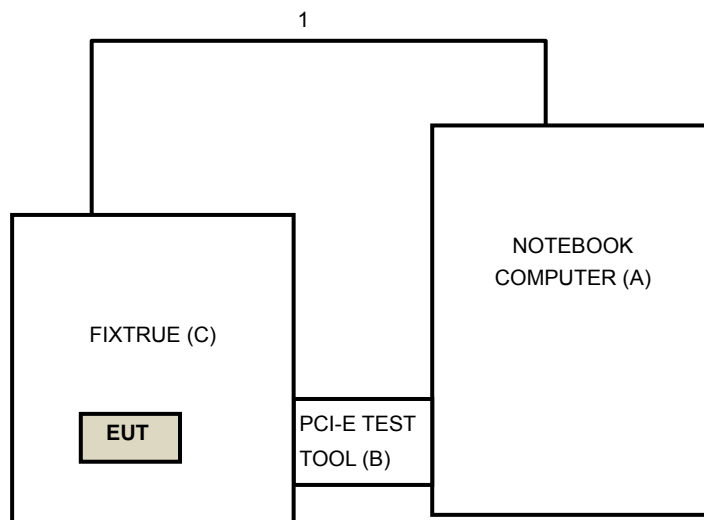 1
NOTEBOOK
COMPUTER (A)
FIXTRUE (C)
EUT
PCI-E TEST
TOOL (B)